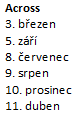 Across
3. březen
5. září
8. červenec
9. srpen
10. prosinec
11. duben